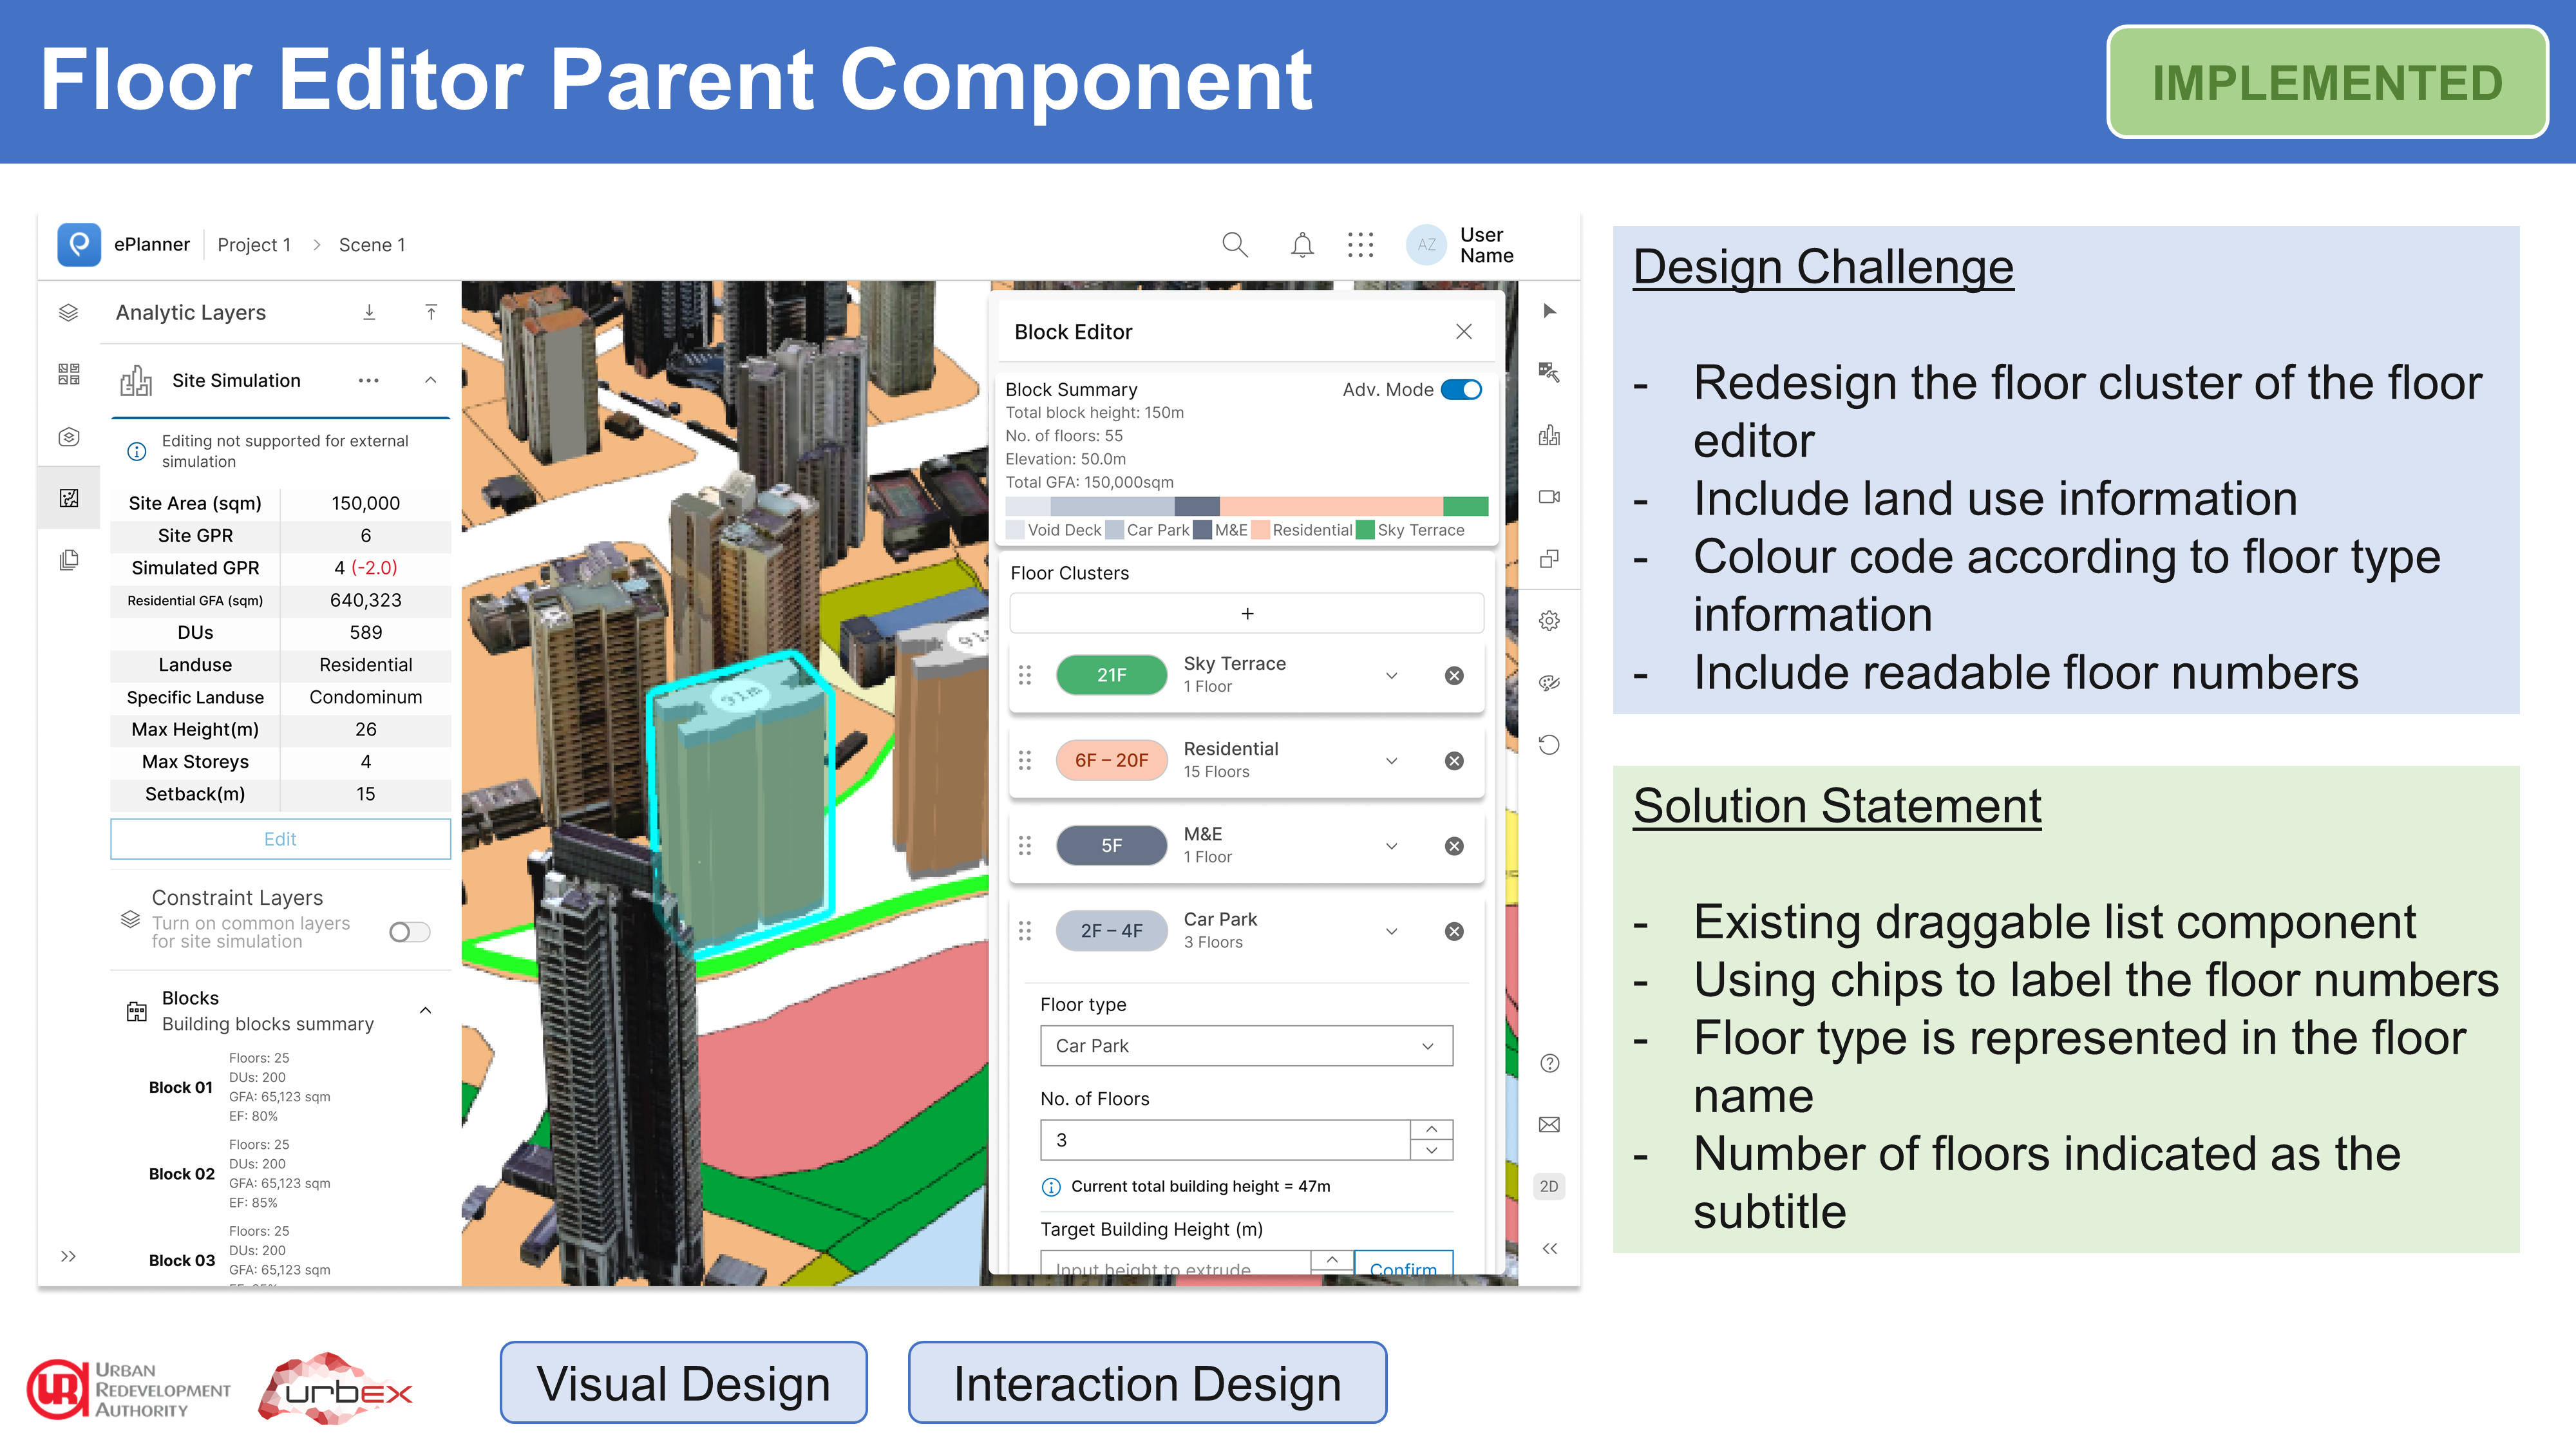 Floor Editor Parent Component
IMPLEMENTED
ePlanner
Project 1 > Scene 1
AZ
User
Name
Analytic Layers
Site Simulation
Editing not supported for external
simulation
Site Area (sqm) 150,000
Site GPR 6
Simulated GPR 4 (-2.0)
Residential GFA (sqm) 640,323
DUs 589
Landuse Residential
Specific Landuse Condominum
Max Height(m) 26
Max Storeys 4
Setback(m) 15
Edit
Constraint Layers
Turn on common layers
for site simulation
Blocks
Building blocks summary
Block 01
Floors: 25
DUs: 200
GFA: 65,123 sqm
EF: 80%
Block 02
Floors: 25
DUs: 200
GFA: 65,123 sqm
EF: 85%
Block 03
Floors: 25
DUs: 200
GFA: 65,123 sqm
91m
Block Editor
Block Summary
Adv. Mode
Total block height: 150m
No. of floors: 55
Elevation: 50.0m
Total GFA: 150,000sqm
Void Deck Car Park M&E Residential Sky Terrace
Floor Clusters
+
21F
Sky Terrace
1 Floor
6F – 20F
Residential
15 Floors
5F
M&E
1 Floor
2F – 4F
Car Park
3 Floors
Floor type
Car Park
No. of Floors
3
Current total building height = 47m
Target Building Height (m)
Input height to extrude
Confirm
2D
Design Challenge
- Redesign the floor cluster of the floor
editor
- Include land use information
- Colour code according to floor type
information
- Include readable floor numbers
Solution Statement
- Existing draggable list component
- Using chips to label the floor numbers
- Floor type is represented in the floor
name
- Number of floors indicated as the
subtitle
URBAN
REDEVELOPMENT
AUTHORITY
urbex
Visual Design
Interaction Design